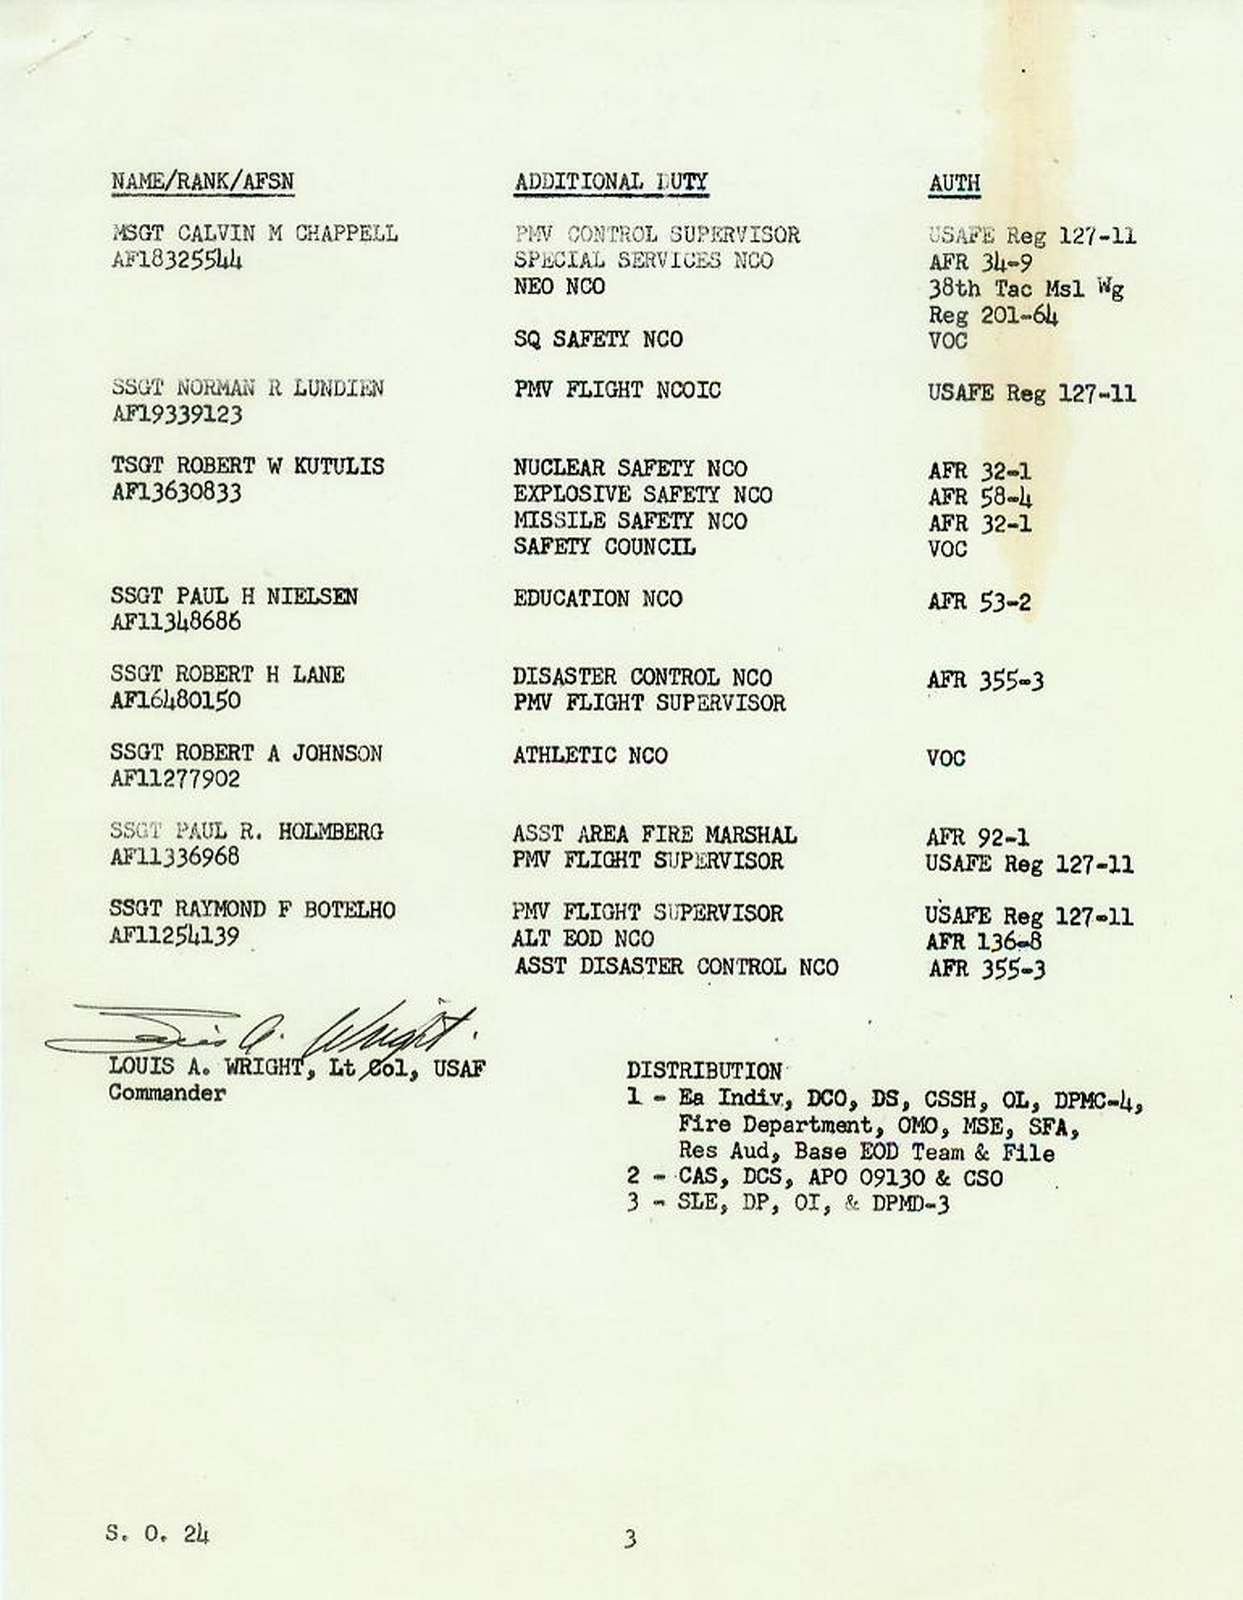 NAME/RANK/AFSN ADDITIONAL DUTY AUTH
MSGT CALVIN M CHAPPELL PMV CONTROL SUPERVISOR USAFE Reg 127-11
AF18325544 SPECIAL SERVICES NCO AFR 34-9
NEO NCO 38th Tac Msl Wg
Reg 201-64
SQ SAFETY NCO VOC
SSGT NORMAN R LUNDIEN PMV FLIGHT NCOIC USAFE Reg 127-11
AF19339123
TSGT ROBERT W KUTULIS NUCLEAR SAFETY NCO AFR 32-1
AF13630833 EXPLOSIVE SAFETY NCO AFR 58-4
MISSILE SAFETY NCO AFR 32-1
SAFETY COUNCIL VOC
SSGT PAUL H NIELSEN EDUCATION NCO AFR 53-2
AF11348686
SSGT ROBERT H LANE DISASTER CONTROL NCO AFR 355-3
AF16480150 PMV FLIGHT SUPERVISOR
SSGT ROBERT A JOHNSON ATHLETIC NCO VOC
AF11277902
SSGT PAUL R. HOLMBERG ASST AREA FIRE MARSHAL AFR 92-1
AF11336968 PMV FLIGHT SUPERVISOR USAFE Reg 127-11
SSGT RAYMOND F BOTELHO PMV FLIGHT SUPERVISOR USAFE Reg 127-11
AF11254139 ALT EOD NCO AFR 136-8
ASST DISASTER CONTROL NCO AFR 355-3
Louis A. Wright
LOUIS A. WRIGHT, Lt Col, USAF
Commander
DISTRIBUTION
1 - Ea Indiv, DCO, DS, CSSH, OL, DPMC-4,
Fire Department, OMO, MSE, SFA,
Res Aud, Base EOD Team & File
2 - CAS, DCS, APO 09130 & CSO
3 - SLE, DP, OI, & DPMD-3
S. O. 24 3